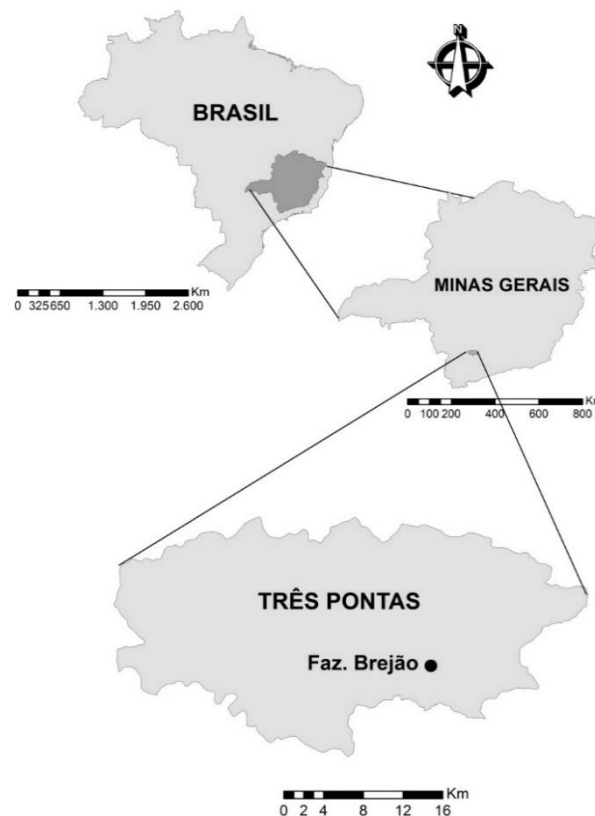 N
BRASIL
Km
0 325650 1.300 1.950 2.600
MINAS GERAIS
Km
0 100 200 400 600 800
TRÊS PONTAS
Faz. Brejão
Km
0 2 4 8 12 16